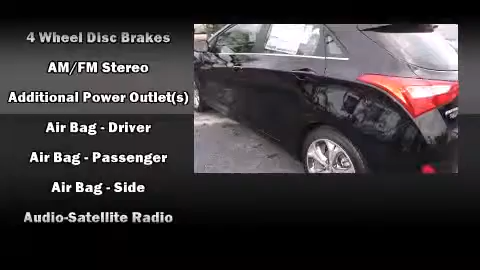 4 Wheel Disc Brakes
AM/FM Stereo
Additional Power Outlet(s)
Air Bag - Driver
Air Bag - Passenger
Air Bag - Side
Audio-Satellite Radio